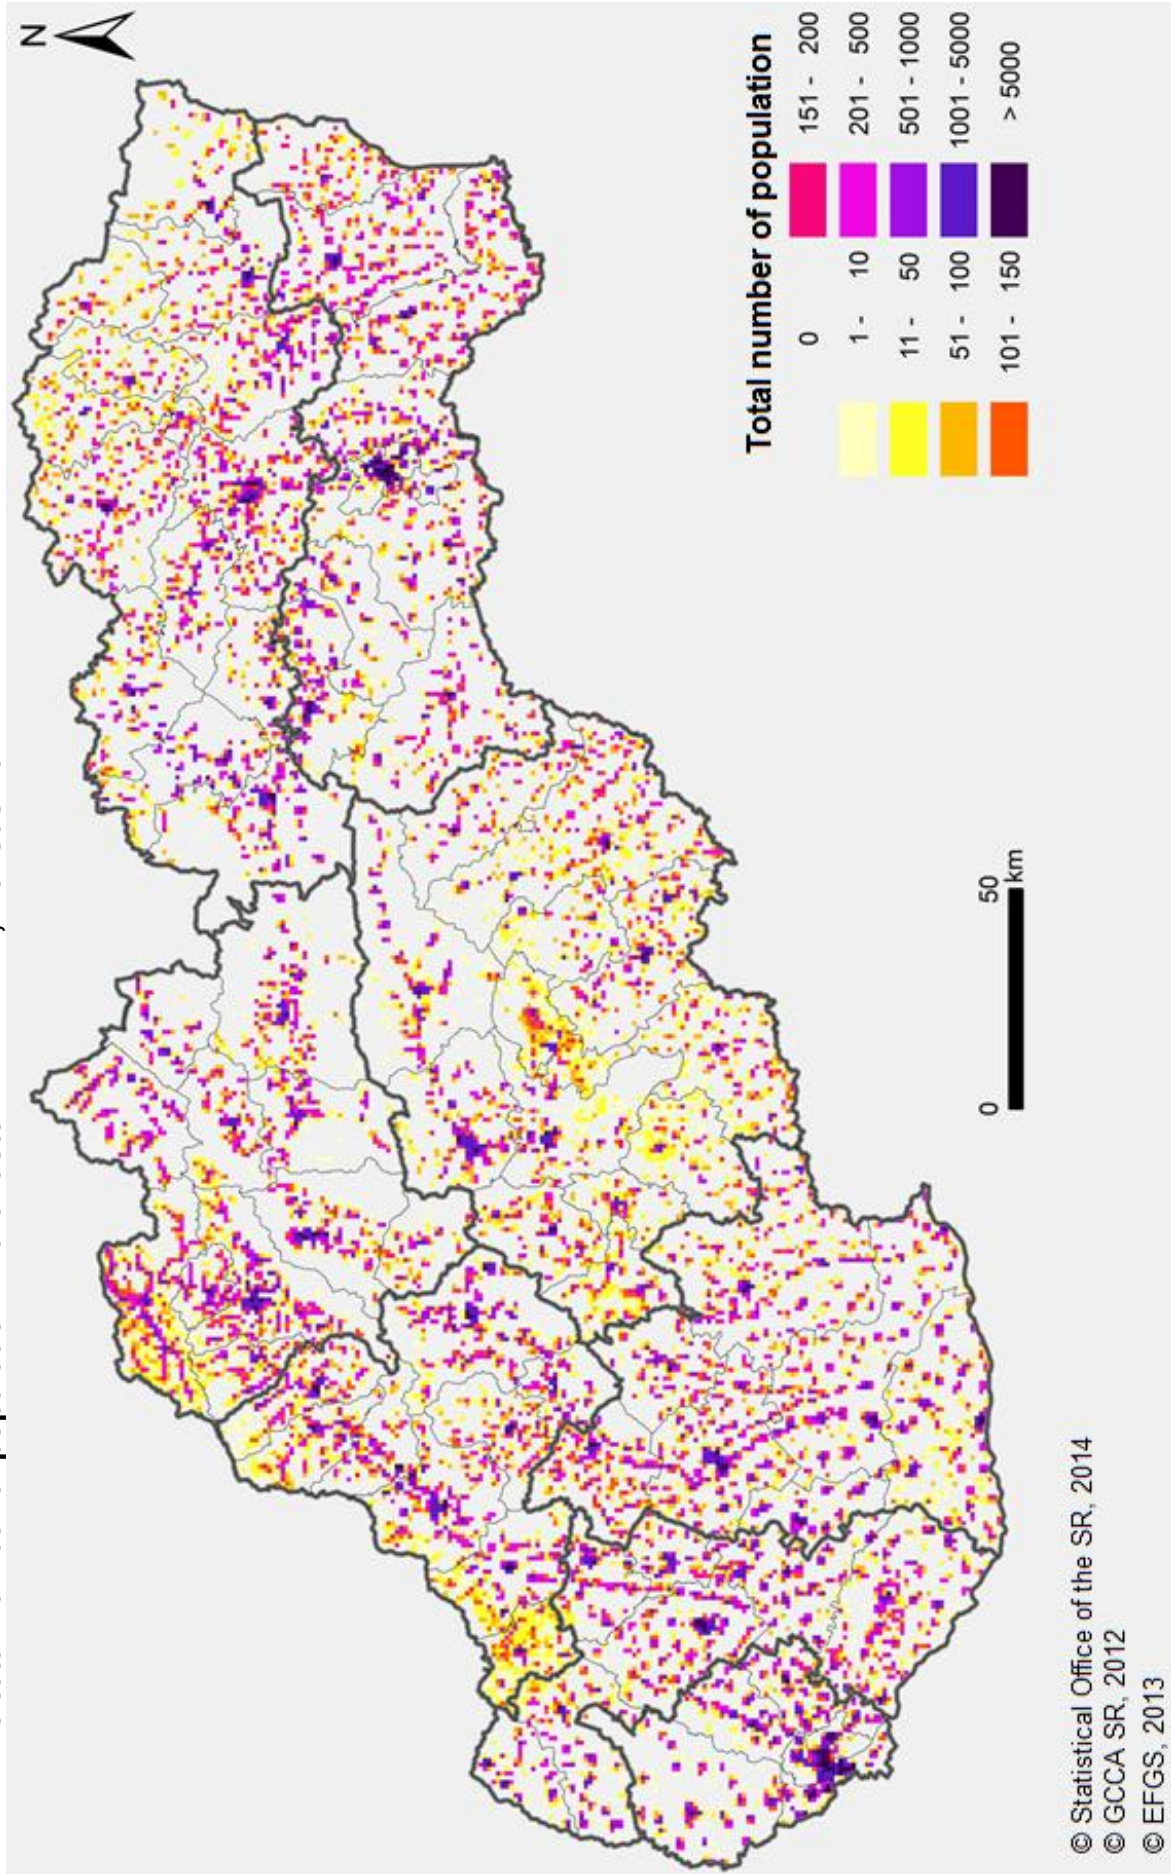 N
Total number of population
0
1 - 10
11 - 50
51 - 100
101 - 150
151 - 200
201 - 500
501 - 1000
1001 - 5000
> 5000
0 50
km
© Statistical Office of the SR, 2014
© GCCA SR, 2012
© EFGS, 2013